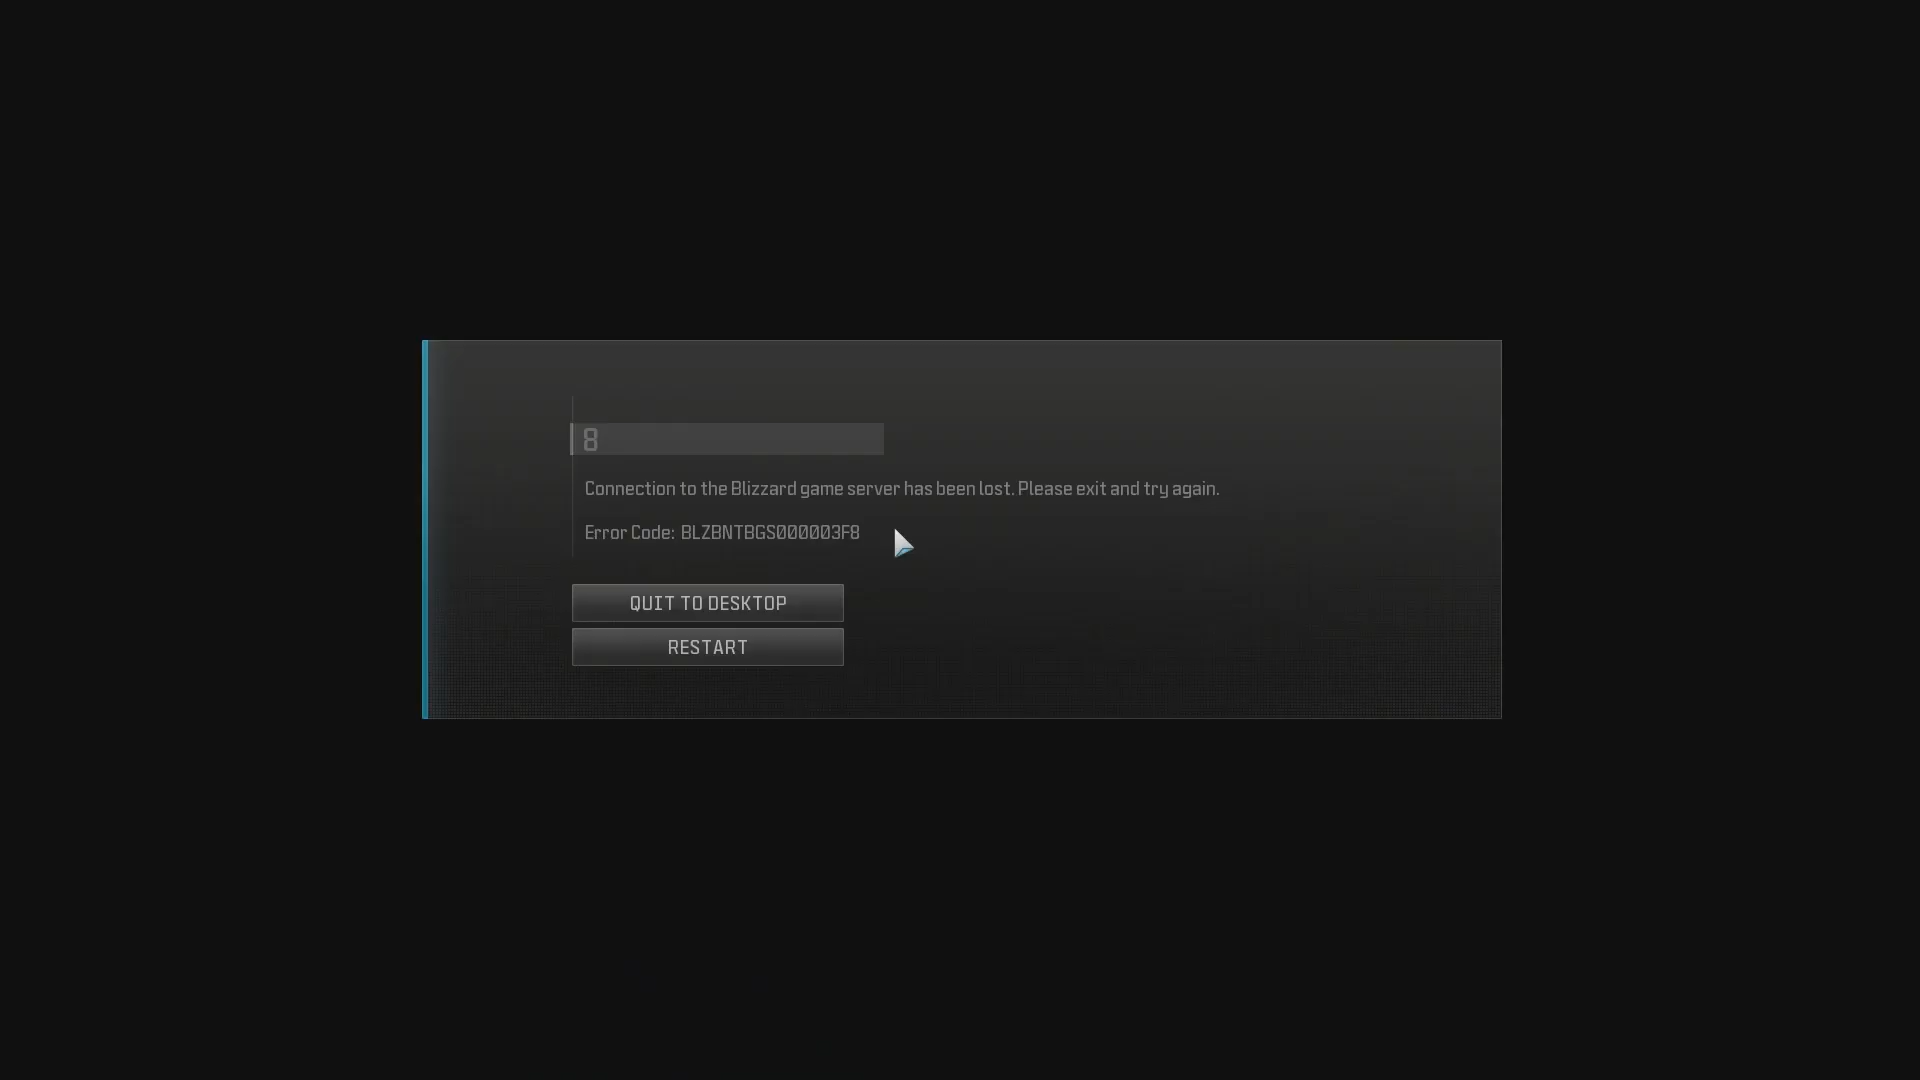 8
Connection to the Blizzard game server has been lost. Please exit and try again.
Error Code: BLZBNTBGS000003F8
QUIT TO DESKTOP
RESTART